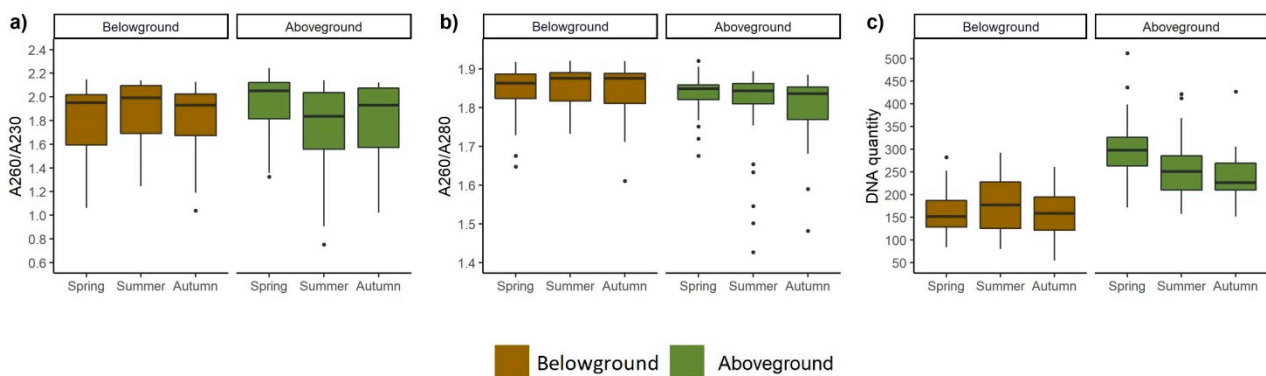 a)
Belowground
Aboveground
A260/A230
2.4
2.2
2.0
1.8
1.6
1.4
1.2
1.0
0.8
0.6
Spring Summer Autumn
Spring Summer Autumn
b)
Belowground
Aboveground
A260/A280
1.9
1.8
1.7
1.6
1.5
1.4
Spring Summer Autumn
Spring Summer Autumn
c)
Belowground
Aboveground
DNA quantity
500
450
400
350
300
250
200
150
100
50
Spring Summer Autumn
Spring Summer Autumn
Belowground
Aboveground